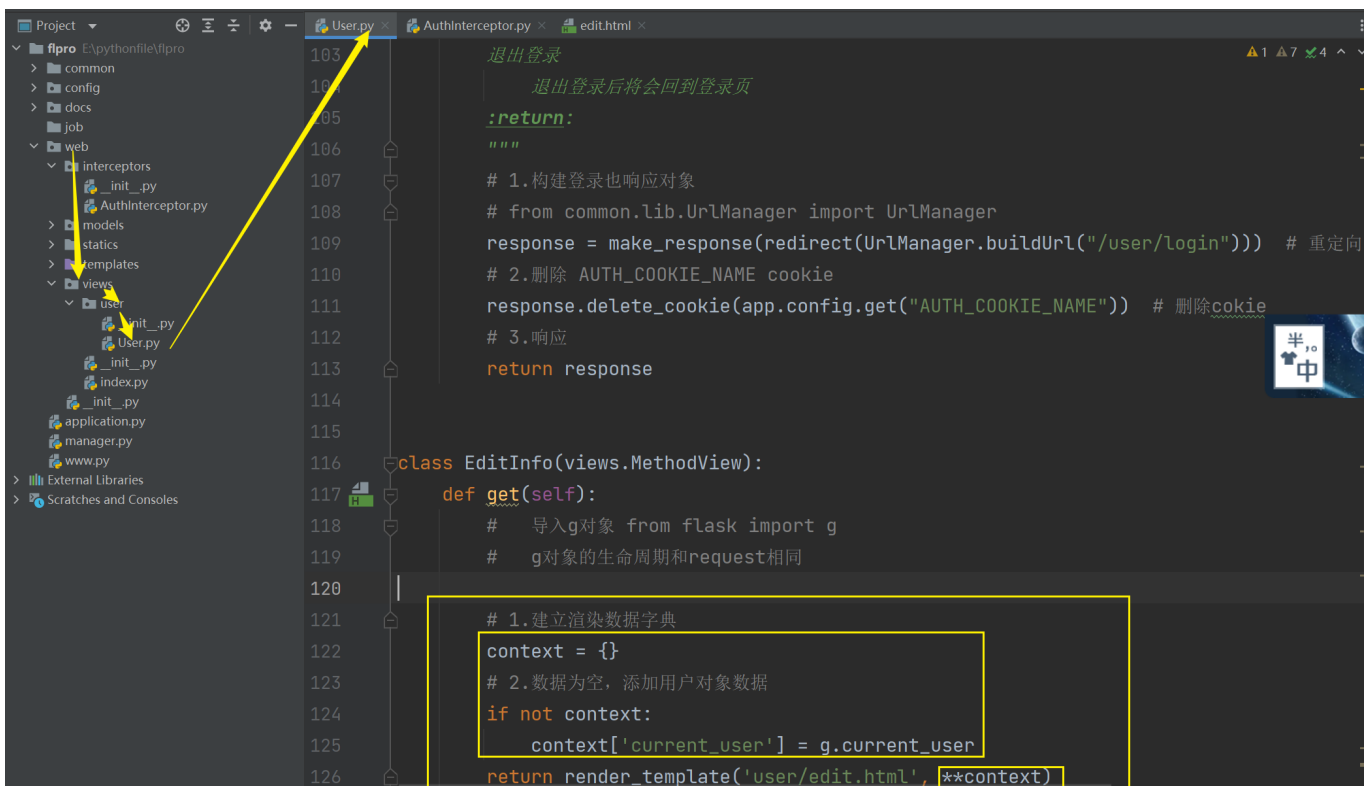 Project
User.py
AuthInterceptor.py
edit.html
flpro E:\pythonfile\flpro
common
config
docs
job
web
interceptors
__init__.py
AuthInterceptor.py
models
statics
templates
views
user
__init__.py
User.py
__init__.py
index.py
__init__.py
application.py
manager.py
www.py
External Libraries
Scratches and Consoles
1 7 4
103 退出登录
104 退出登录后将会回到登录页
105 :return:
106 """
107 # 1.构建登录也响应对象
108 # from common.lib.UrlManager import UrlManager
109 response = make_response(redirect(UrlManager.buildUrl("/user/login"))) # 重定向
110 # 2.删除 AUTH_COOKIE_NAME cookie
111 response.delete_cookie(app.config.get("AUTH_COOKIE_NAME")) # 删除cokie
112 # 3.响应
113 return response
114
115
116 class EditInfo(views.MethodView):
117 def get(self):
118 # 导入g对象 from flask import g
119 # g对象的生命周期和request相同
120
121 # 1.建立渲染数据字典
122 context = {}
123 # 2.数据为空，添加用户对象数据
124 if not context:
125 context['current_user'] = g.current_user
126 return render_template('user/edit.html', **context)
半,。
中